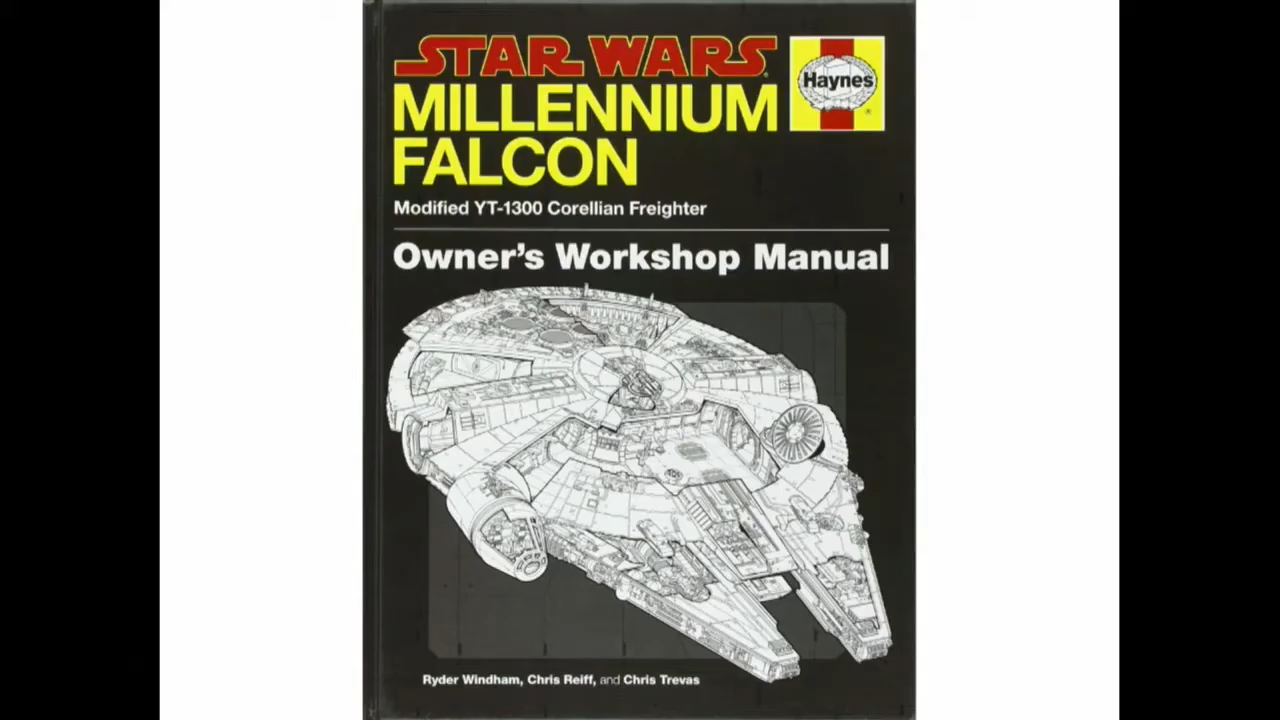 STAR WARS
MILLENNIUM
FALCON
Haynes
Modified YT-1300 Corellian Freighter
Owner's Workshop Manual
Ryder Windham, Chris Reiff, and Chris Trevas